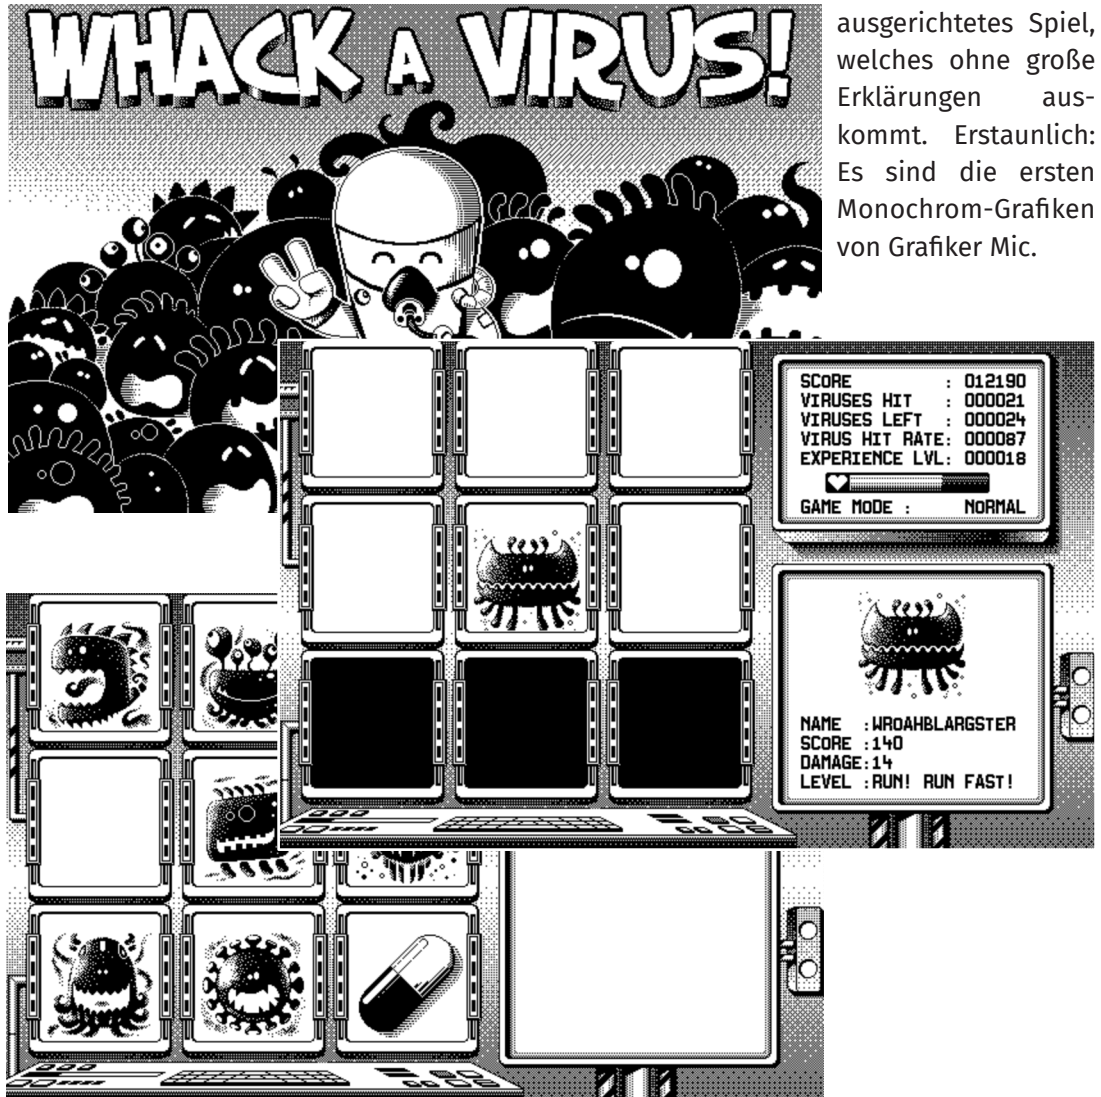 WHACK A VIRUS!
ausgerichtetes Spiel,
welches ohne große
Erklärungen aus-
kommt. Erstaunlich:
Es sind die ersten
Monochrom-Grafiken
von Grafiker Mic.
SCORE : 012190
VIRUSES HIT : 000021
VIRUSES LEFT : 000024
VIRUS HIT RATE: 000087
EXPERIENCE LVL: 000018
GAME MODE : NORMAL
NAME :WROAHBLARGSTER
SCORE :140
DAMAGE:14
LEVEL :RUN! RUN FAST!